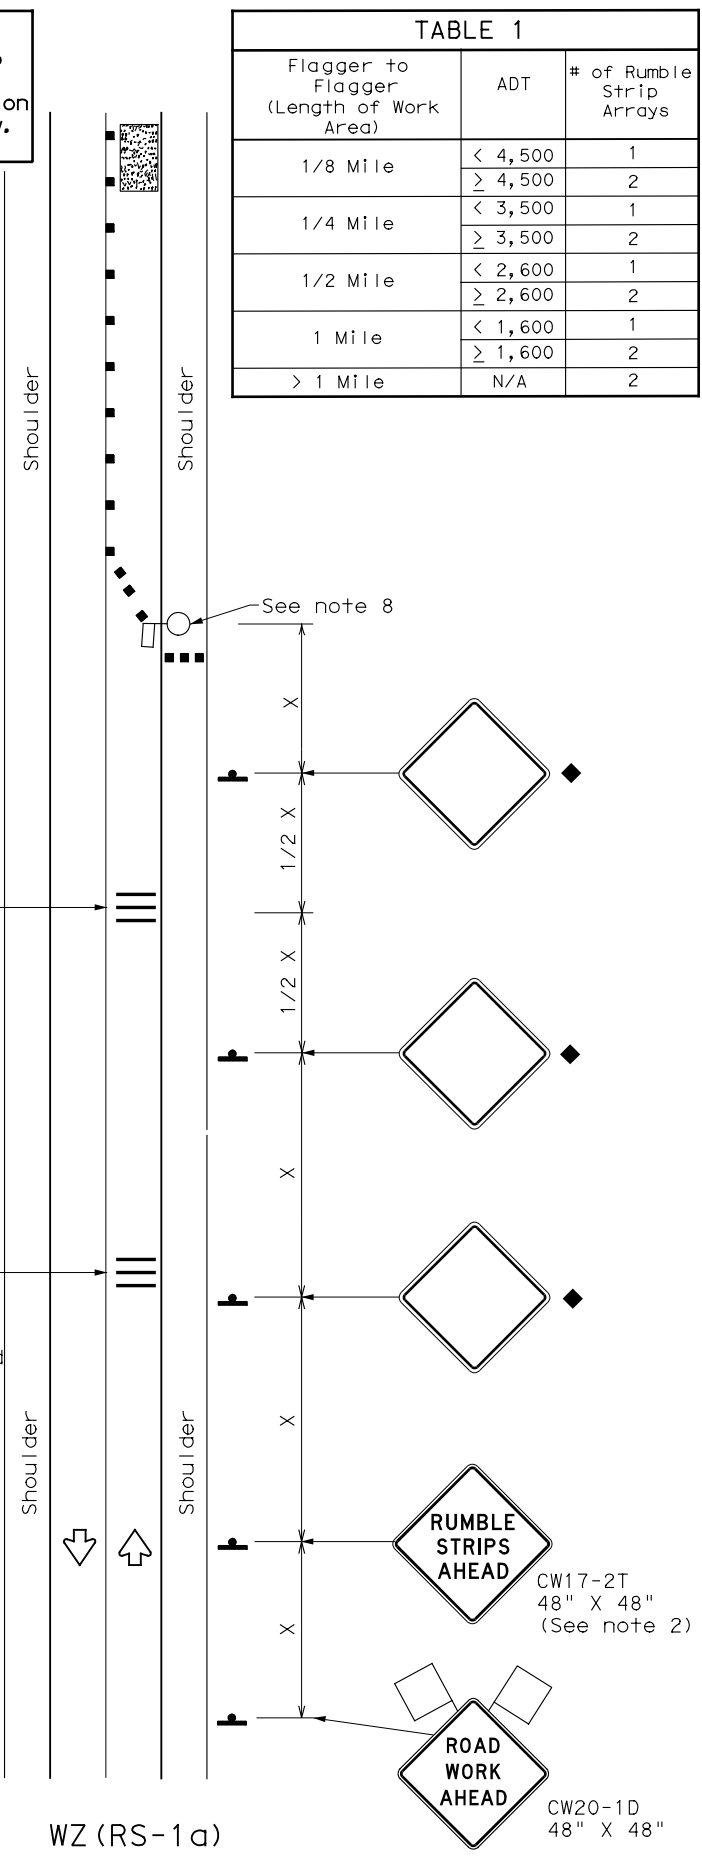 on
TABLE 1
Flagger to
Flagger
(Length of Work
Area)
ADT
# of Rumble
Strip
Arrays
1/8 Mile
< 4,500
1
≥ 4,500
2
1/4 Mile
< 3,500
1
≥ 3,500
2
1/2 Mile
< 2,600
1
≥ 2,600
2
1 Mile
< 1,600
1
≥ 1,600
2
> 1 Mile
N/A
2
Shoulder
Shoulder
See note 8
X
1/2 X
1/2 X
X
X
Shoulder
Shoulder
RUMBLE
STRIPS
AHEAD
CW17-2T
48" X 48"
(See note 2)
X
ROAD
WORK
AHEAD
CW20-1D
48" X 48"
WZ(RS-1a)